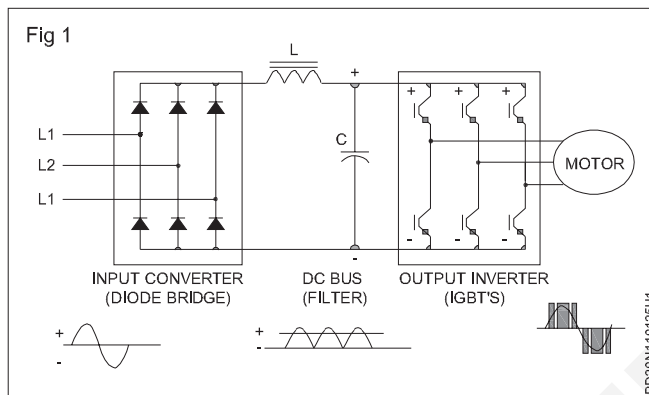 Fig 1
L
+
C
-
+ + +
- - -
L1
L2
L1
MOTOR
INPUT CONVERTER
(DIODE BRIDGE)
DC BUS
(FILTER)
OUTPUT INVERTER
(IGBT'S)
+
-
+
-